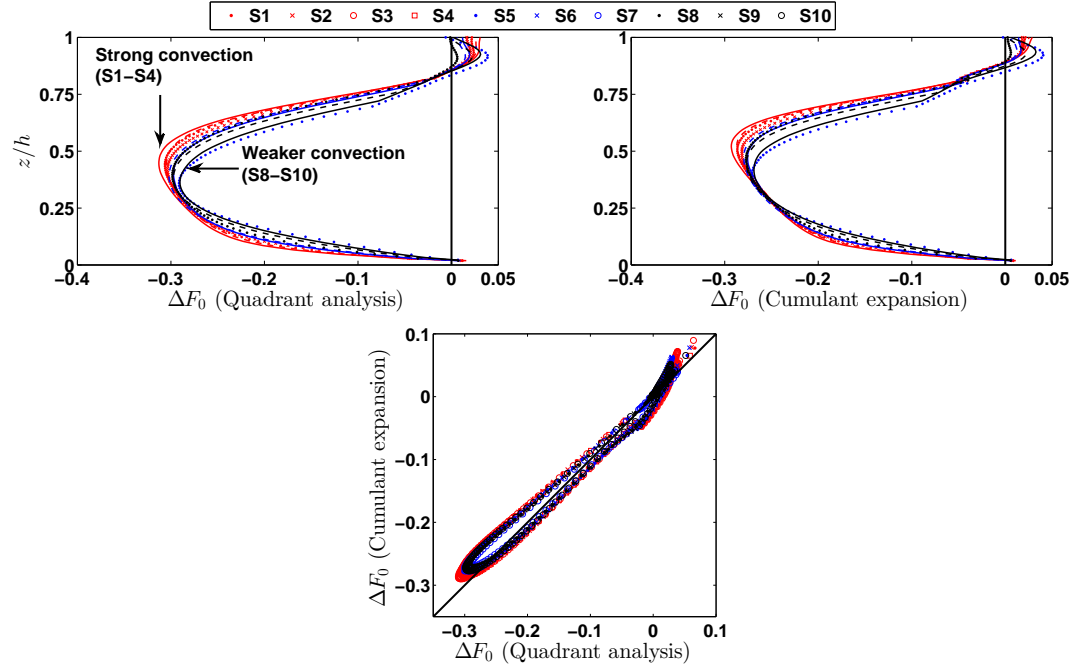 S1 S2 S3 S4 S5 S6 S7 S8 S9 S10
1
0.75
0.5
0.25
0
z/h
Strong convection
(S1−S4)
Weaker convection
(S8−S10)
−0.4 −0.3 −0.2 −0.1 0 0.05
ΔF₀ (Quadrant analysis)
1
0.75
0.5
0.25
0
−0.4 −0.3 −0.2 −0.1 0 0.05
ΔF₀ (Cumulant expansion)
0.1
0
−0.1
−0.2
−0.3
ΔF₀ (Cumulant expansion)
−0.3 −0.2 −0.1 0 0.1
ΔF₀ (Quadrant analysis)